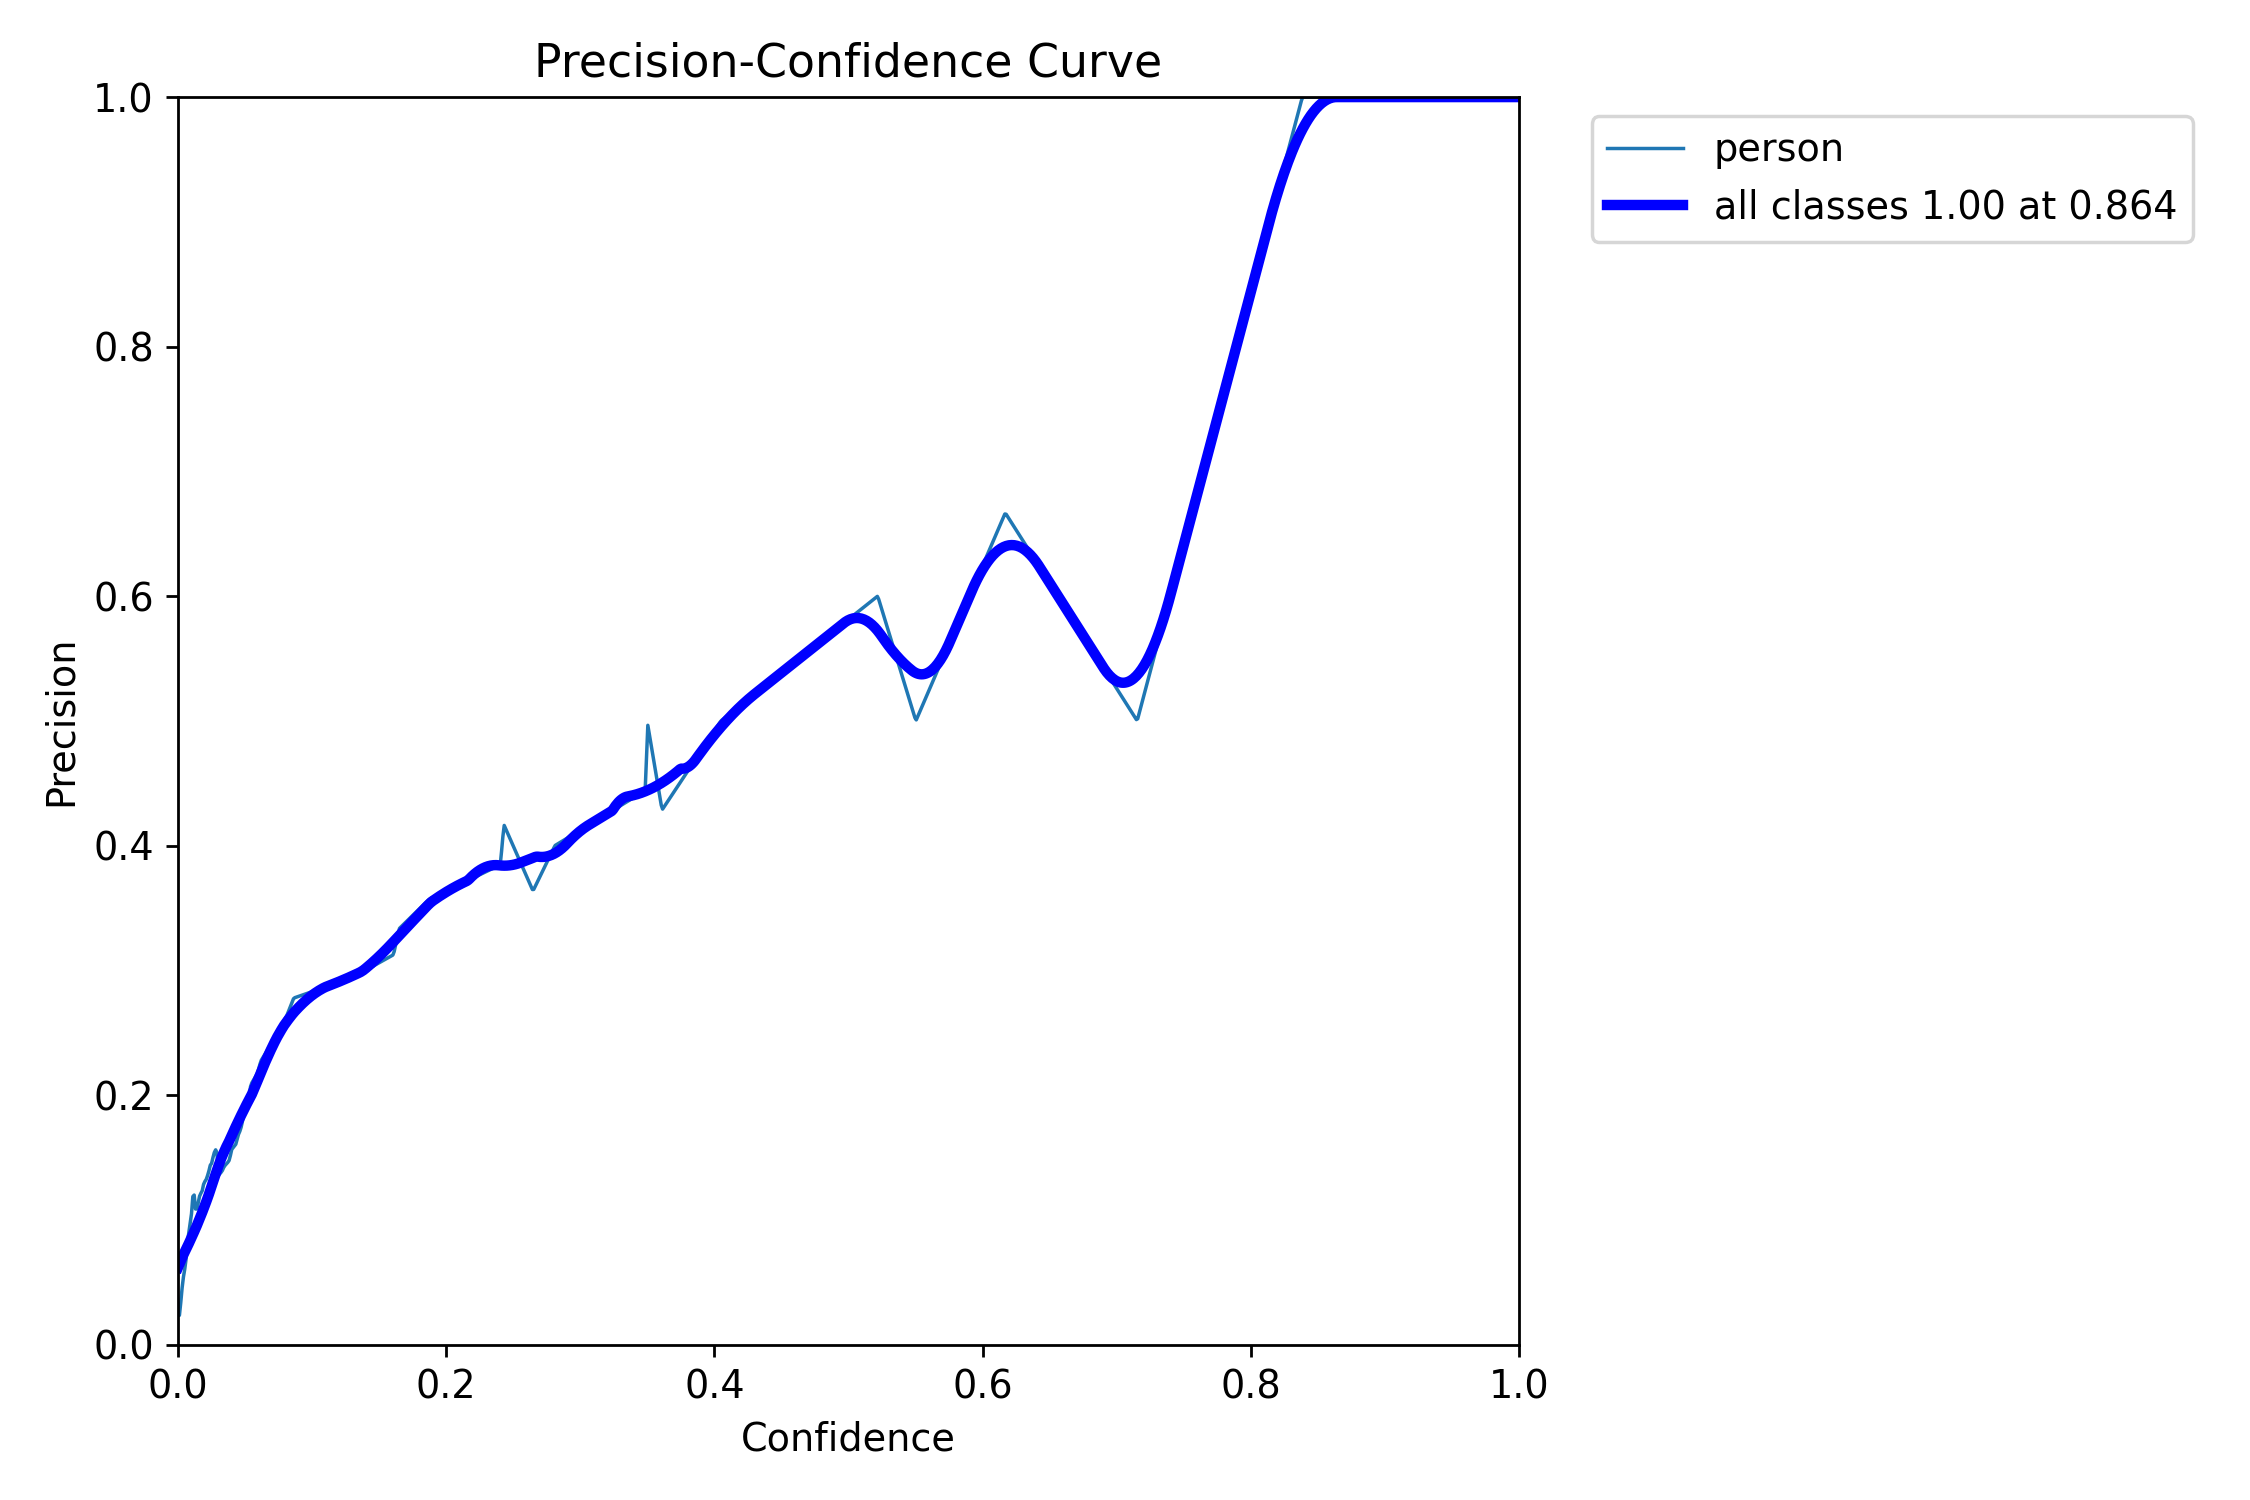 Precision-Confidence Curve
1.0
0.8
0.6
0.4
0.2
0.0
Precision
0.0 0.2 0.4 0.6 0.8 1.0
Confidence
person
all classes 1.00 at 0.864